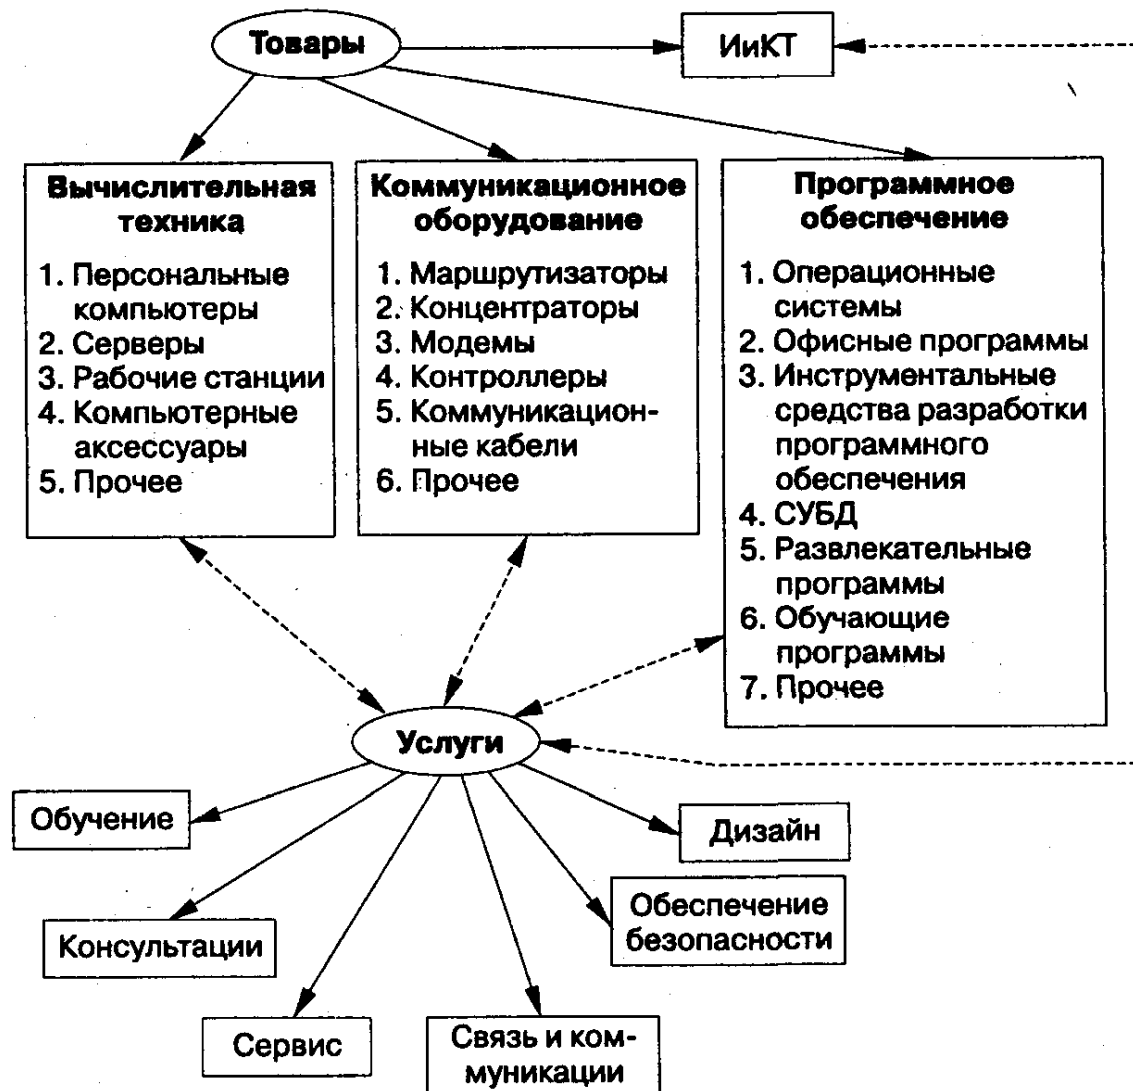 Товары
ИиКТ
Вычислительная
техника
1. Персональные
компьютеры
2. Серверы
3. Рабочие станции
4. Компьютерные
аксессуары
5. Прочее
Коммуникационное
оборудование
1. Маршрутизаторы
2. Концентраторы
3. Модемы
4. Контроллеры
5. Коммуникацион-
ные кабели
6. Прочее
Программное
обеспечение
1. Операционные
системы
2. Офисные программы
3. Инструментальные
средства разработки
программного
обеспечения
4. СУБД
5. Развлекательные
программы
6. Обучающие
программы
7. Прочее
Услуги
Обучение
Дизайн
Консультации
Обеспечение
безопасности
Сервис
Связь и ком-
муникации